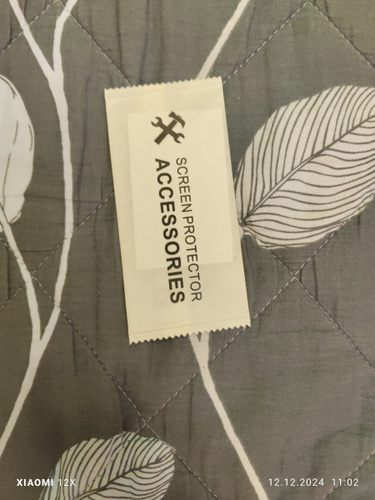 SCREEN PROTECTOR
ACCESSORIES
XIAOMI 12X
12.12.2024 11:02